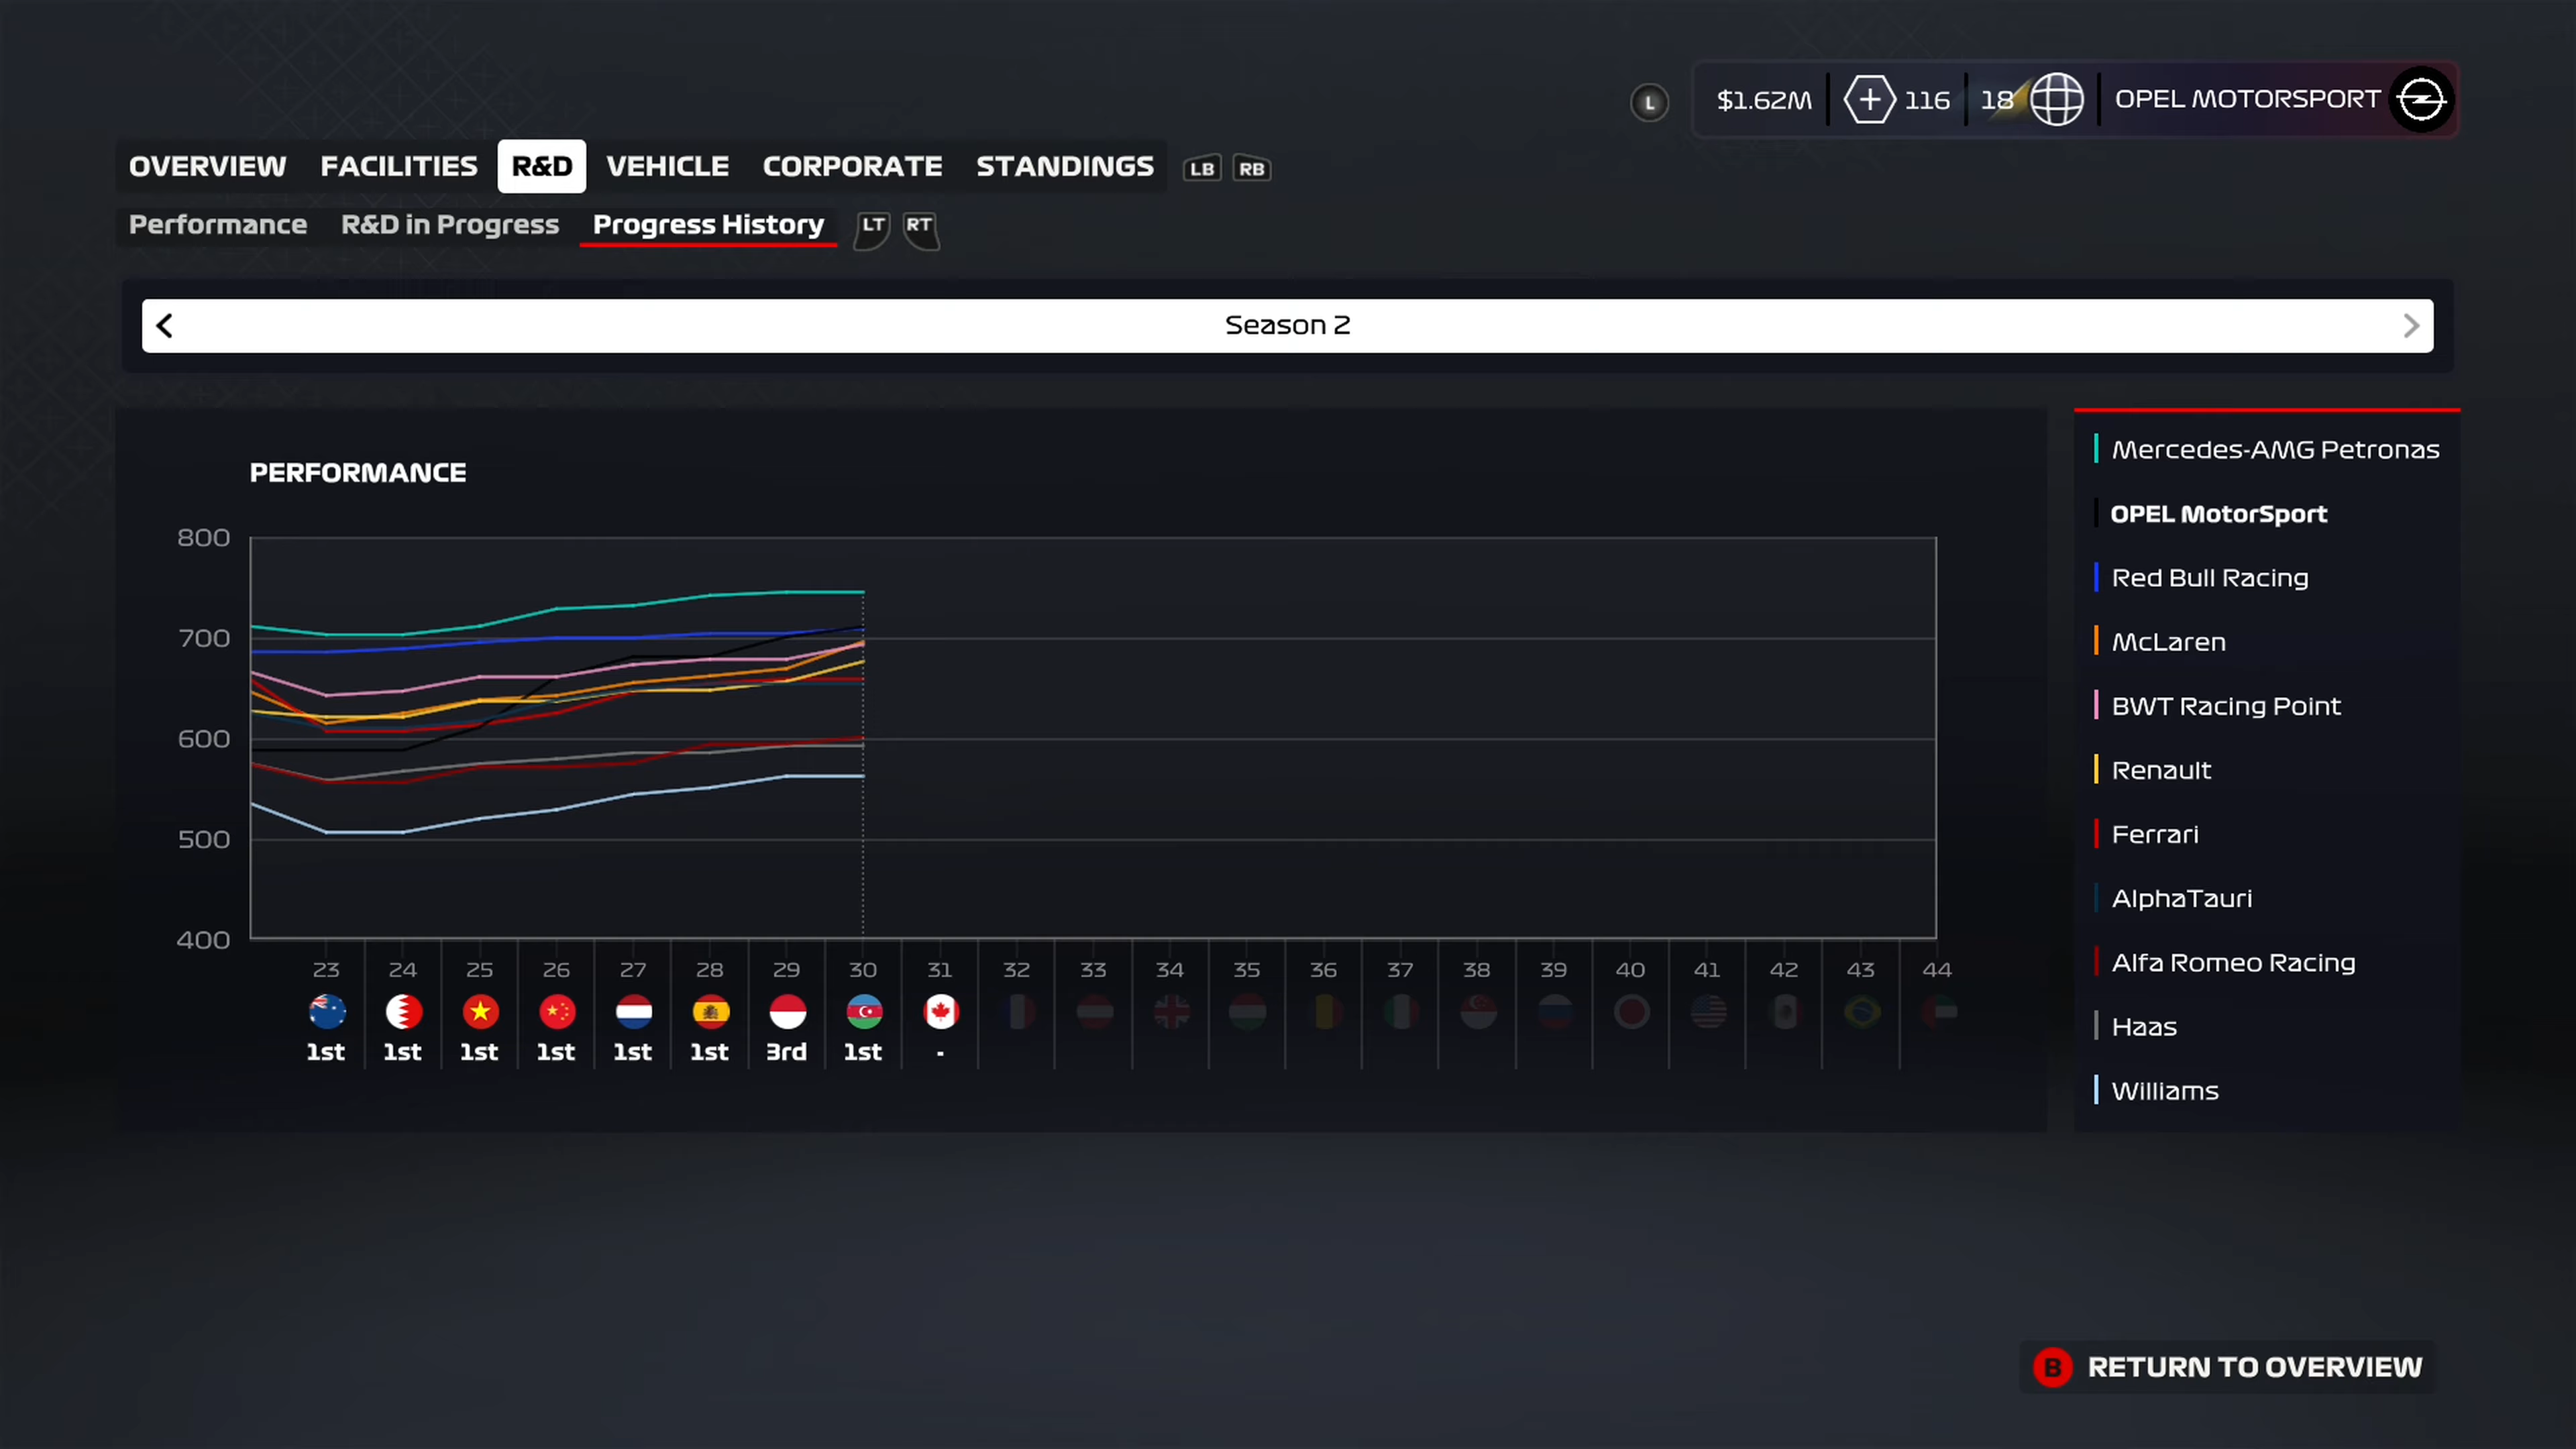 L $1.62M 116 18 OPEL MOTORSPORT
OVERVIEW FACILITIES R&D VEHICLE CORPORATE STANDINGS LB RB
Performance R&D in Progress Progress History LT RT
Season 2
PERFORMANCE
800
700
600
500
400
23 24 25 26 27 28 29 30 31 32 33 34 35 36 37 38 39 40 41 42 43 44
1st 1st 1st 1st 1st 1st 3rd 1st -
Mercedes-AMG Petronas
OPEL MotorSport
Red Bull Racing
McLaren
BWT Racing Point
Renault
Ferrari
AlphaTauri
Alfa Romeo Racing
Haas
Williams
B RETURN TO OVERVIEW